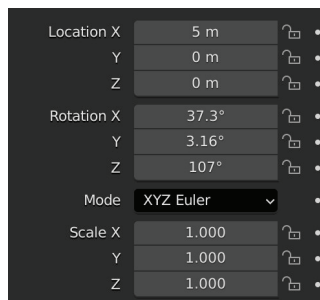 Location X 5 m
Y 0 m
Z 0 m
Rotation X 37.3°
Y 3.16°
Z 107°
Mode XYZ Euler
Scale X 1.000
Y 1.000
Z 1.000